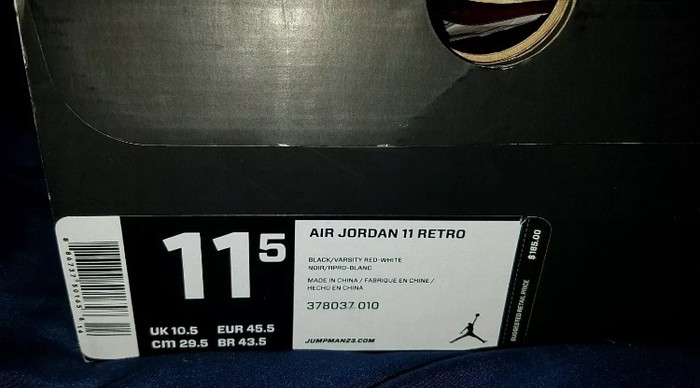 11⁵
UK 10.5 EUR 45.5
cm 29.5 BR 43.5
AIR JORDAN 11 RETRO
BLACK/VARSITY RED-WHITE
NOIR/RPRO-BLANC
MADE IN CHINA / FABRIQUE EN CHINE /
HECHO EN CHINA
378037 010
JUMPMAN23.COM
SUGGESTED RETAIL PRICE $185.00